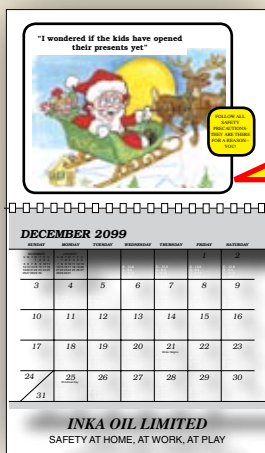 "I wondered if the kids have opened
their presents yet"
FOLLOW ALL
SAFETY
PRECAUTIONS-
THEY ARE THERE
FOR A REASON--
YOU!
DECEMBER 2099
SUNDAY MONDAY TUESDAY WEDNESDAY THURSDAY FRIDAY SATURDAY
1 2
3 4 5 6 7 8 9
10 11 12 13 14 15 16
17 18 19 20 21 22 23
24 25 26 27 28 29 30
31
INKA OIL LIMITED
SAFETY AT HOME, AT WORK, AT PLAY